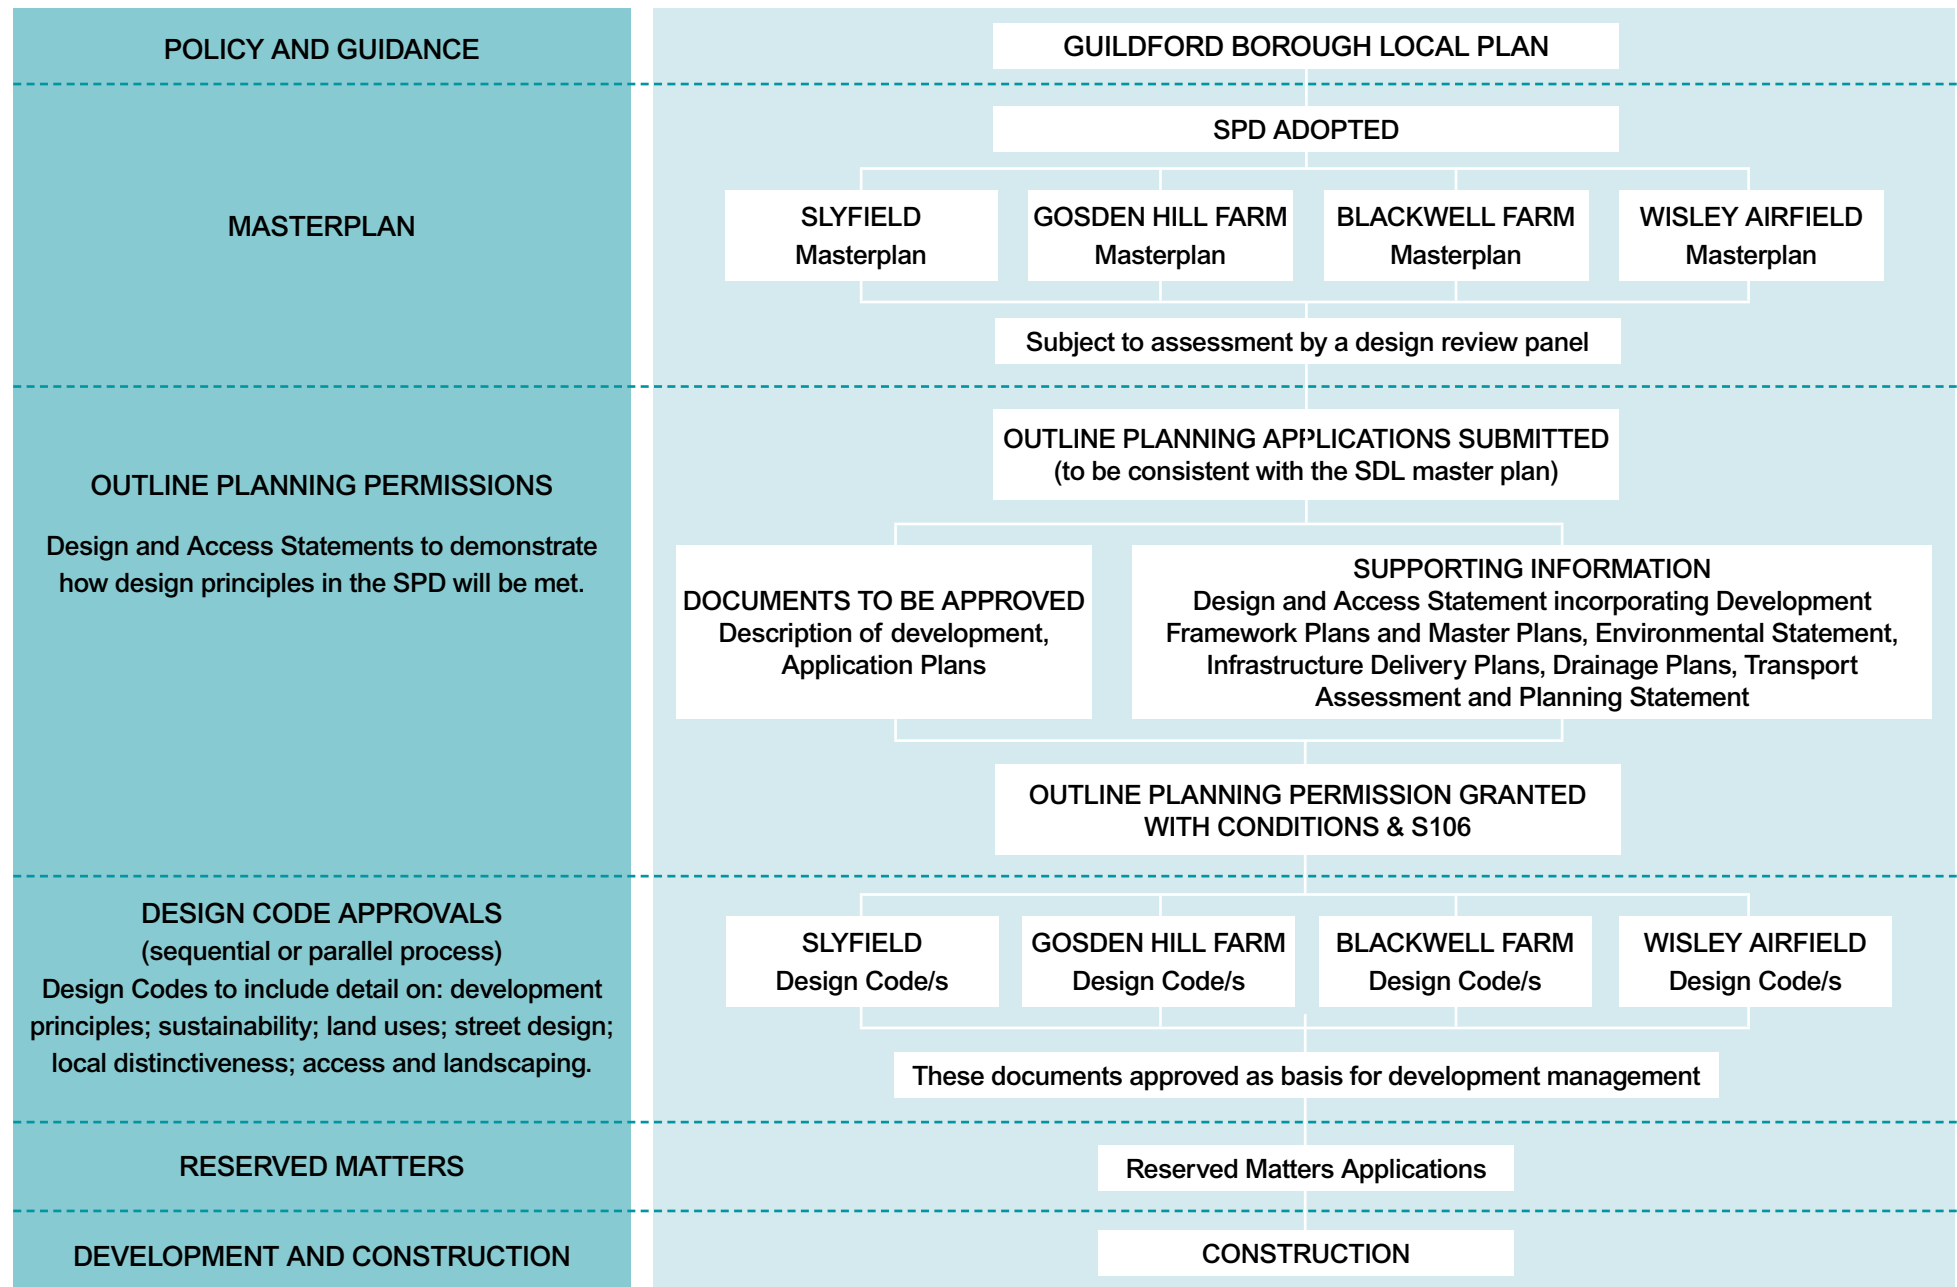 POLICY AND GUIDANCE
GUILDFORD BOROUGH LOCAL PLAN
MASTERPLAN
SPD ADOPTED
SLYFIELD
Masterplan
GOSDEN HILL FARM
Masterplan
BLACKWELL FARM
Masterplan
WISLEY AIRFIELD
Masterplan
Subject to assessment by a design review panel
OUTLINE PLANNING PERMISSIONS
Design and Access Statements to demonstrate
how design principles in the SPD will be met.
OUTLINE PLANNING APPLICATIONS SUBMITTED
(to be consistent with the SDL master plan)
DOCUMENTS TO BE APPROVED
Description of development,
Application Plans
SUPPORTING INFORMATION
Design and Access Statement incorporating Development
Framework Plans and Master Plans, Environmental Statement,
Infrastructure Delivery Plans, Drainage Plans, Transport
Assessment and Planning Statement
OUTLINE PLANNING PERMISSION GRANTED
WITH CONDITIONS & S106
DESIGN CODE APPROVALS
(sequential or parallel process)
Design Codes to include detail on: development
principles; sustainability; land uses; street design;
local distinctiveness; access and landscaping.
SLYFIELD
Design Code/s
GOSDEN HILL FARM
Design Code/s
BLACKWELL FARM
Design Code/s
WISLEY AIRFIELD
Design Code/s
These documents approved as basis for development management
RESERVED MATTERS
Reserved Matters Applications
DEVELOPMENT AND CONSTRUCTION
CONSTRUCTION